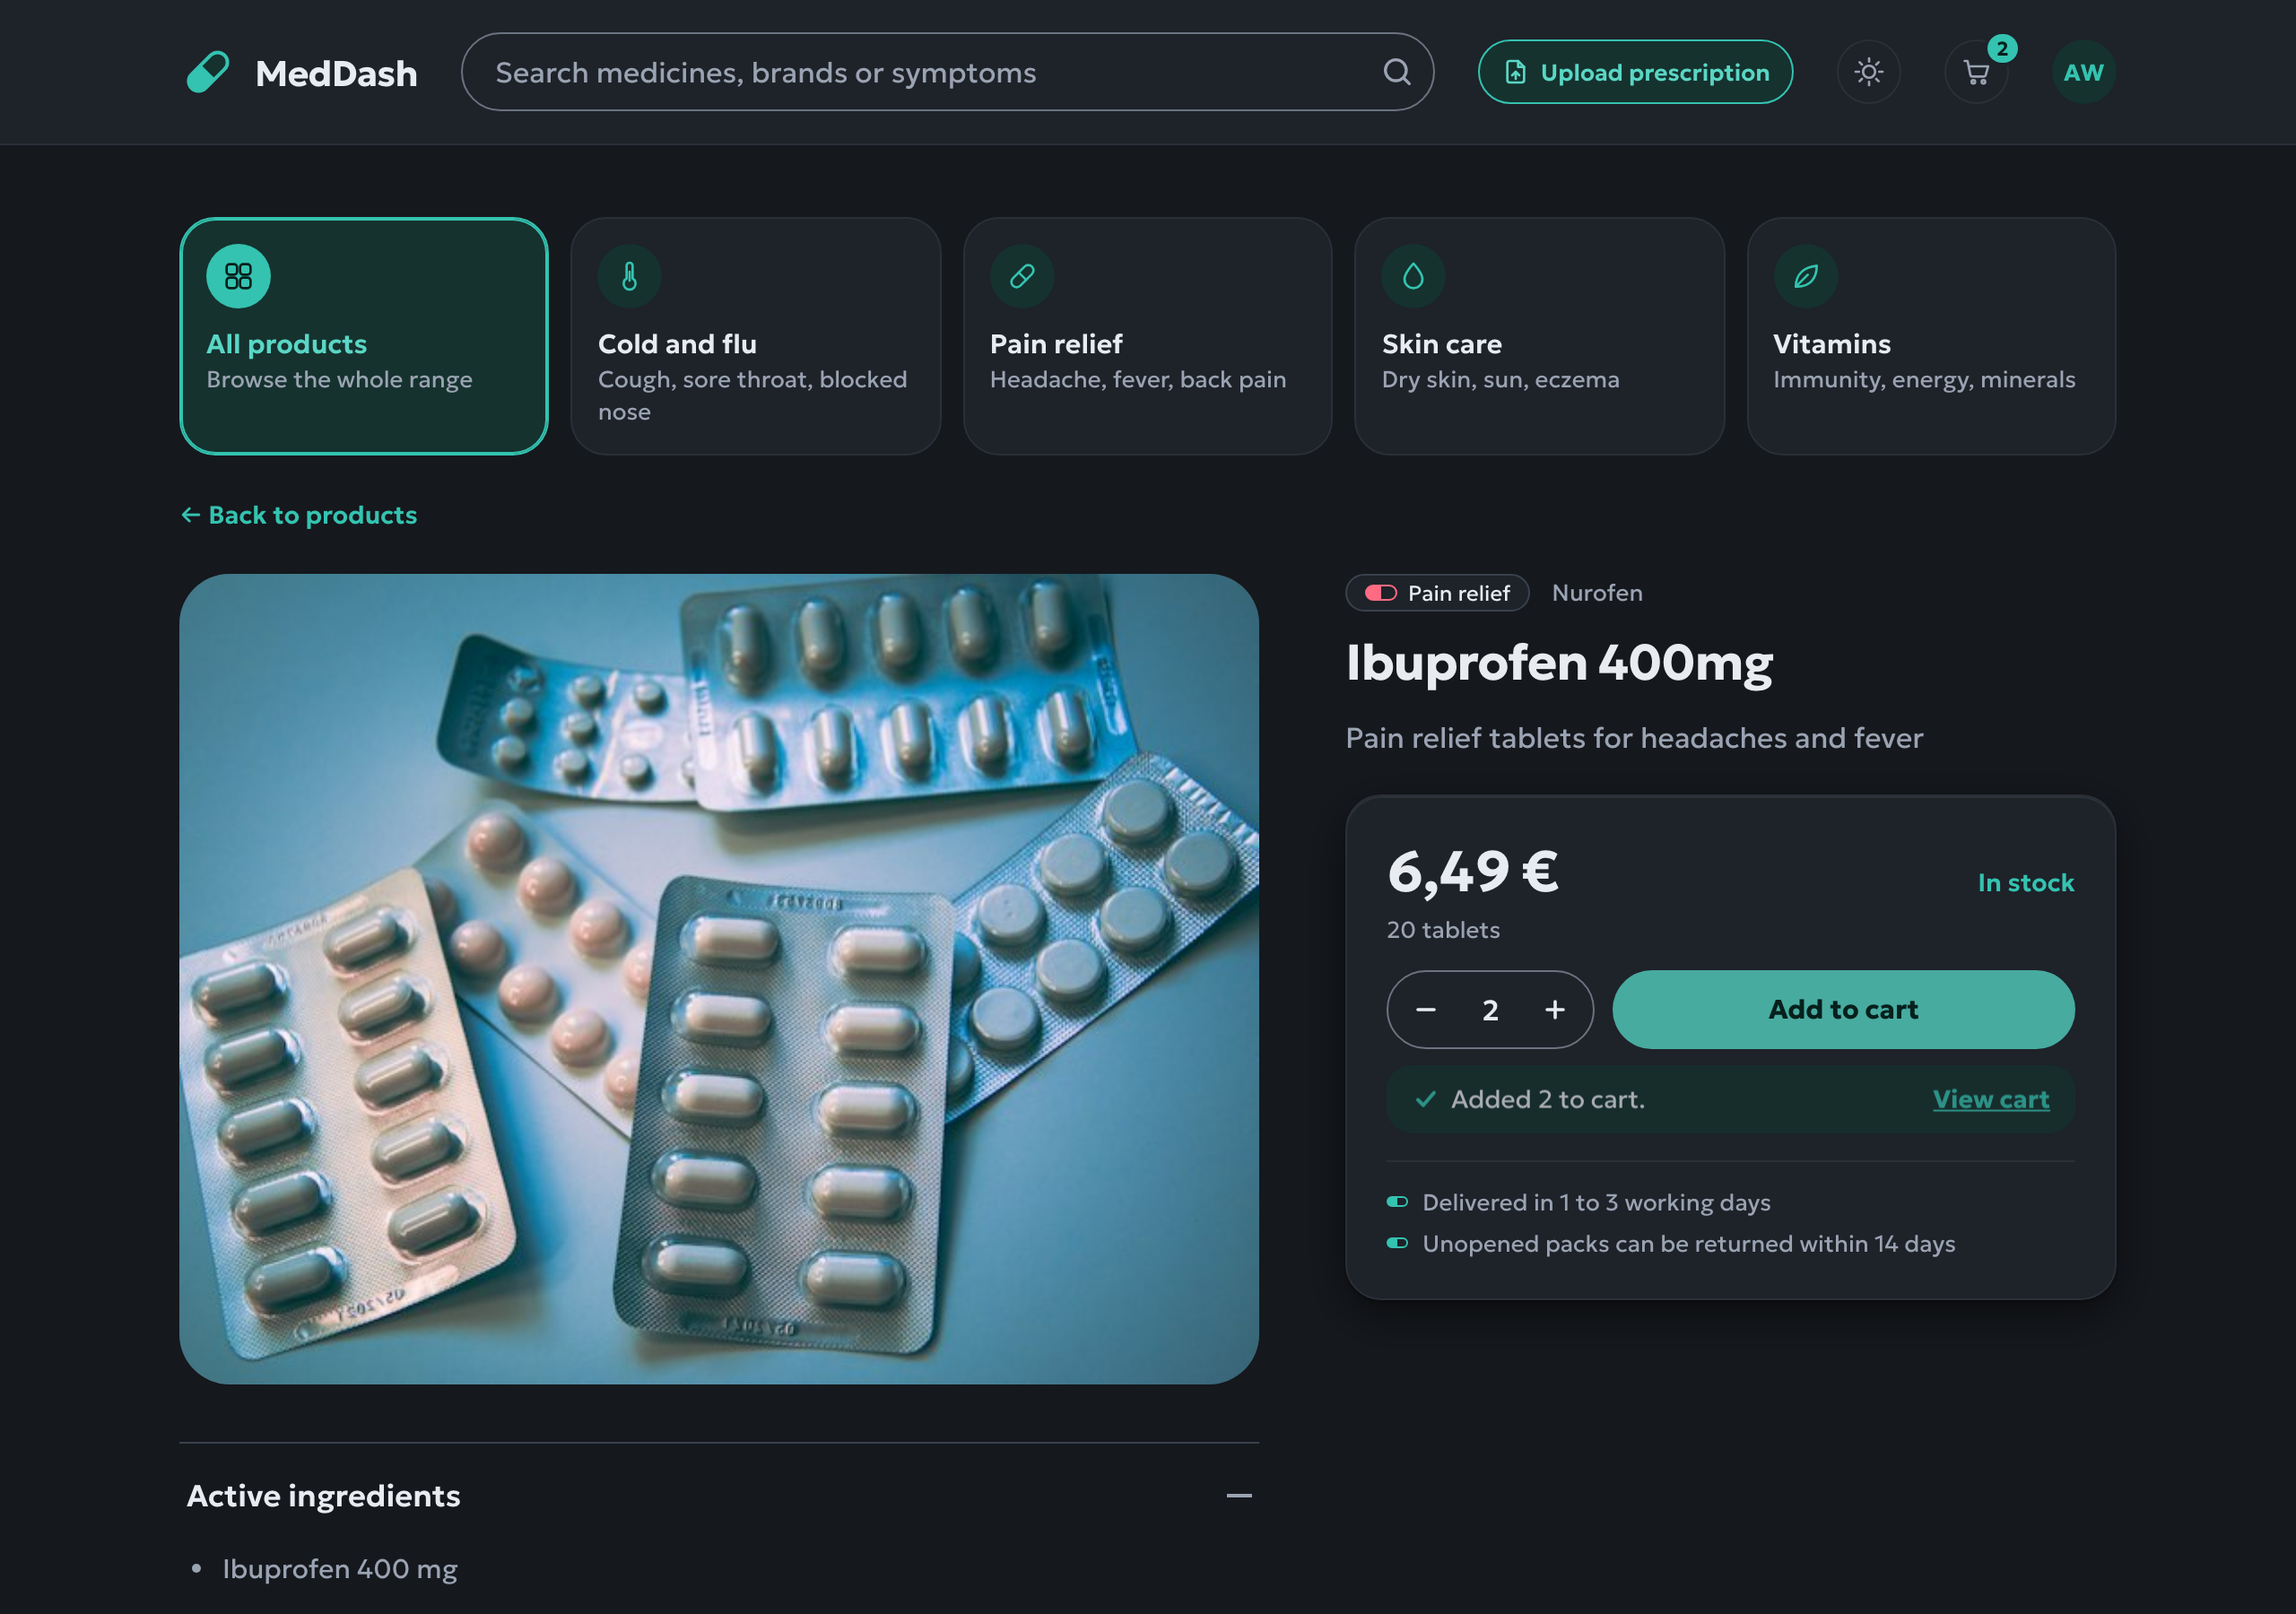 MedDash
Search medicines, brands or symptoms
Upload prescription
2
AW
All products
Browse the whole range
Cold and flu
Cough, sore throat, blocked
nose
Pain relief
Headache, fever, back pain
Skin care
Dry skin, sun, eczema
Vitamins
Immunity, energy, minerals
← Back to products
Pain relief
Nurofen
Ibuprofen 400mg
Pain relief tablets for headaches and fever
6,49 €
In stock
20 tablets
− 2 +
Add to cart
Added 2 to cart.
View cart
Delivered in 1 to 3 working days
Unopened packs can be returned within 14 days
05/2021
05/2021
Active ingredients
• Ibuprofen 400 mg